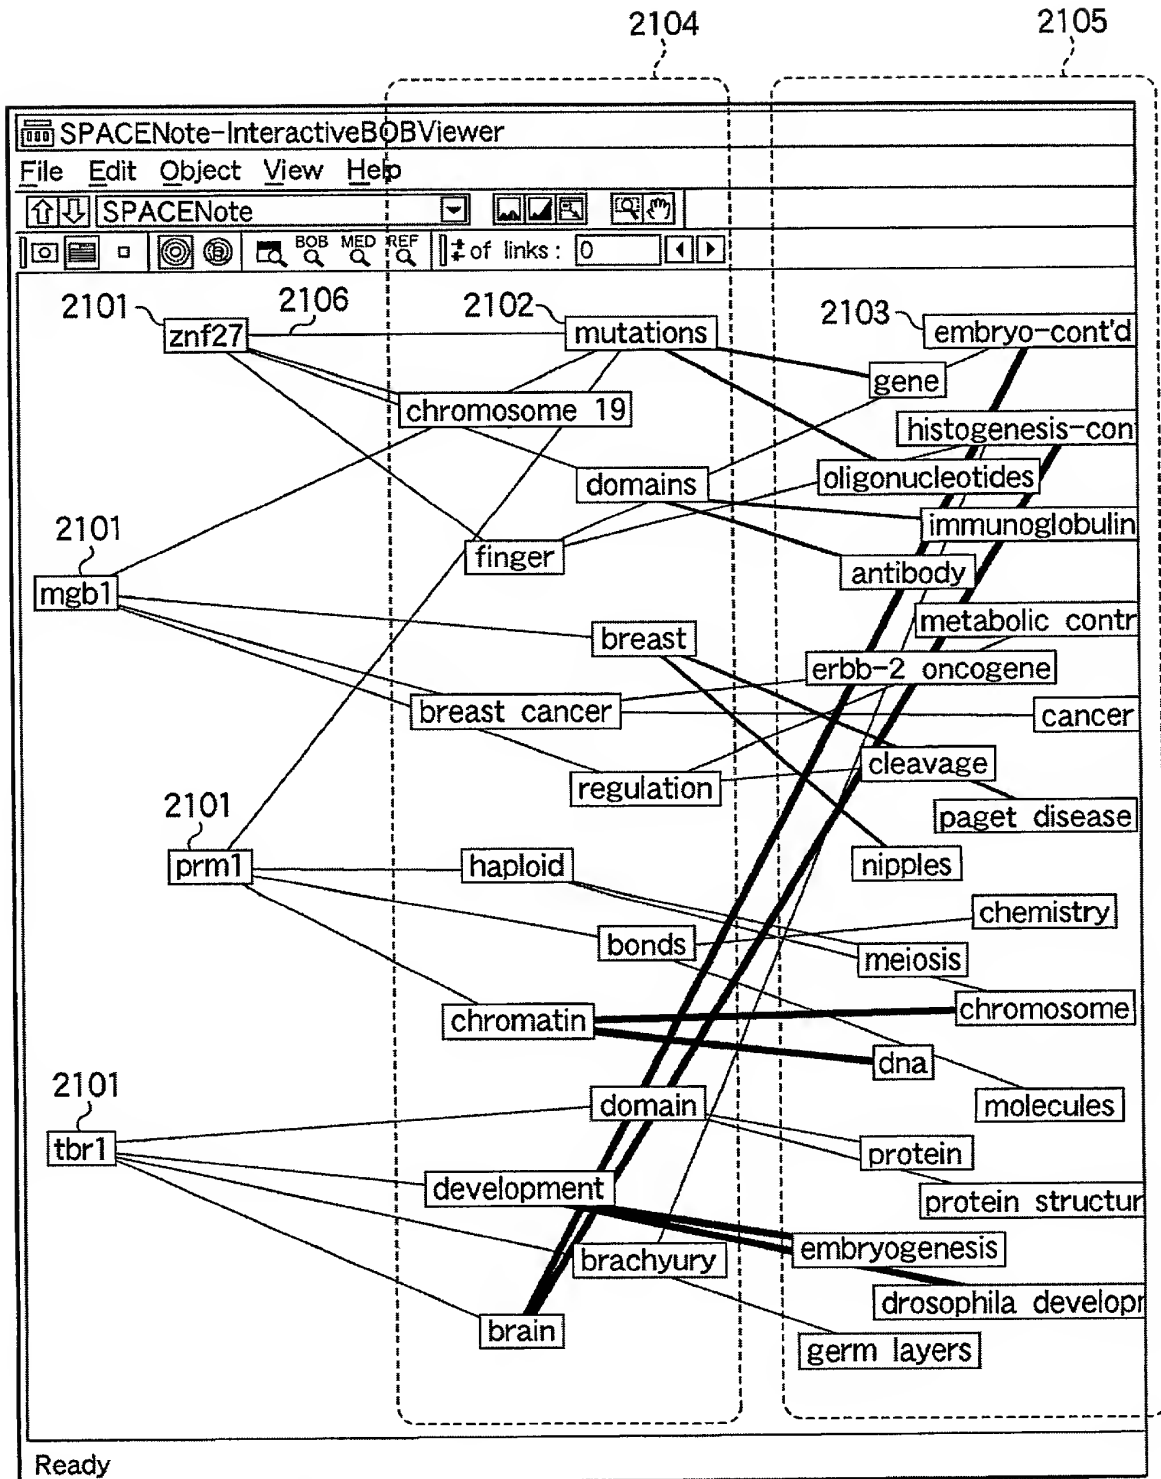 2104
2105
SPACENote-InteractiveBOBViewer
File Edit Object View Help
SPACENote
BOB MED REF # of links : 0
2101 2106 2102 2103
znf27 mutations embryo-cont'd
gene
chromosome 19
histogenesis-con
domains oligonucleotides
2101 immunoglobulin
finger antibody
mgb1
metabolic contr
breast
erbb-2 oncogene
breast cancer cancer
cleavage
regulation
2101 paget disease
prm1 haploid nipples
chemistry
bonds
meiosis
chromosome
chromatin
dna
2101 domain molecules
tbr1 protein
development protein structur
embryogenesis
brachyury
drosophila develop
brain
germ layers
Ready